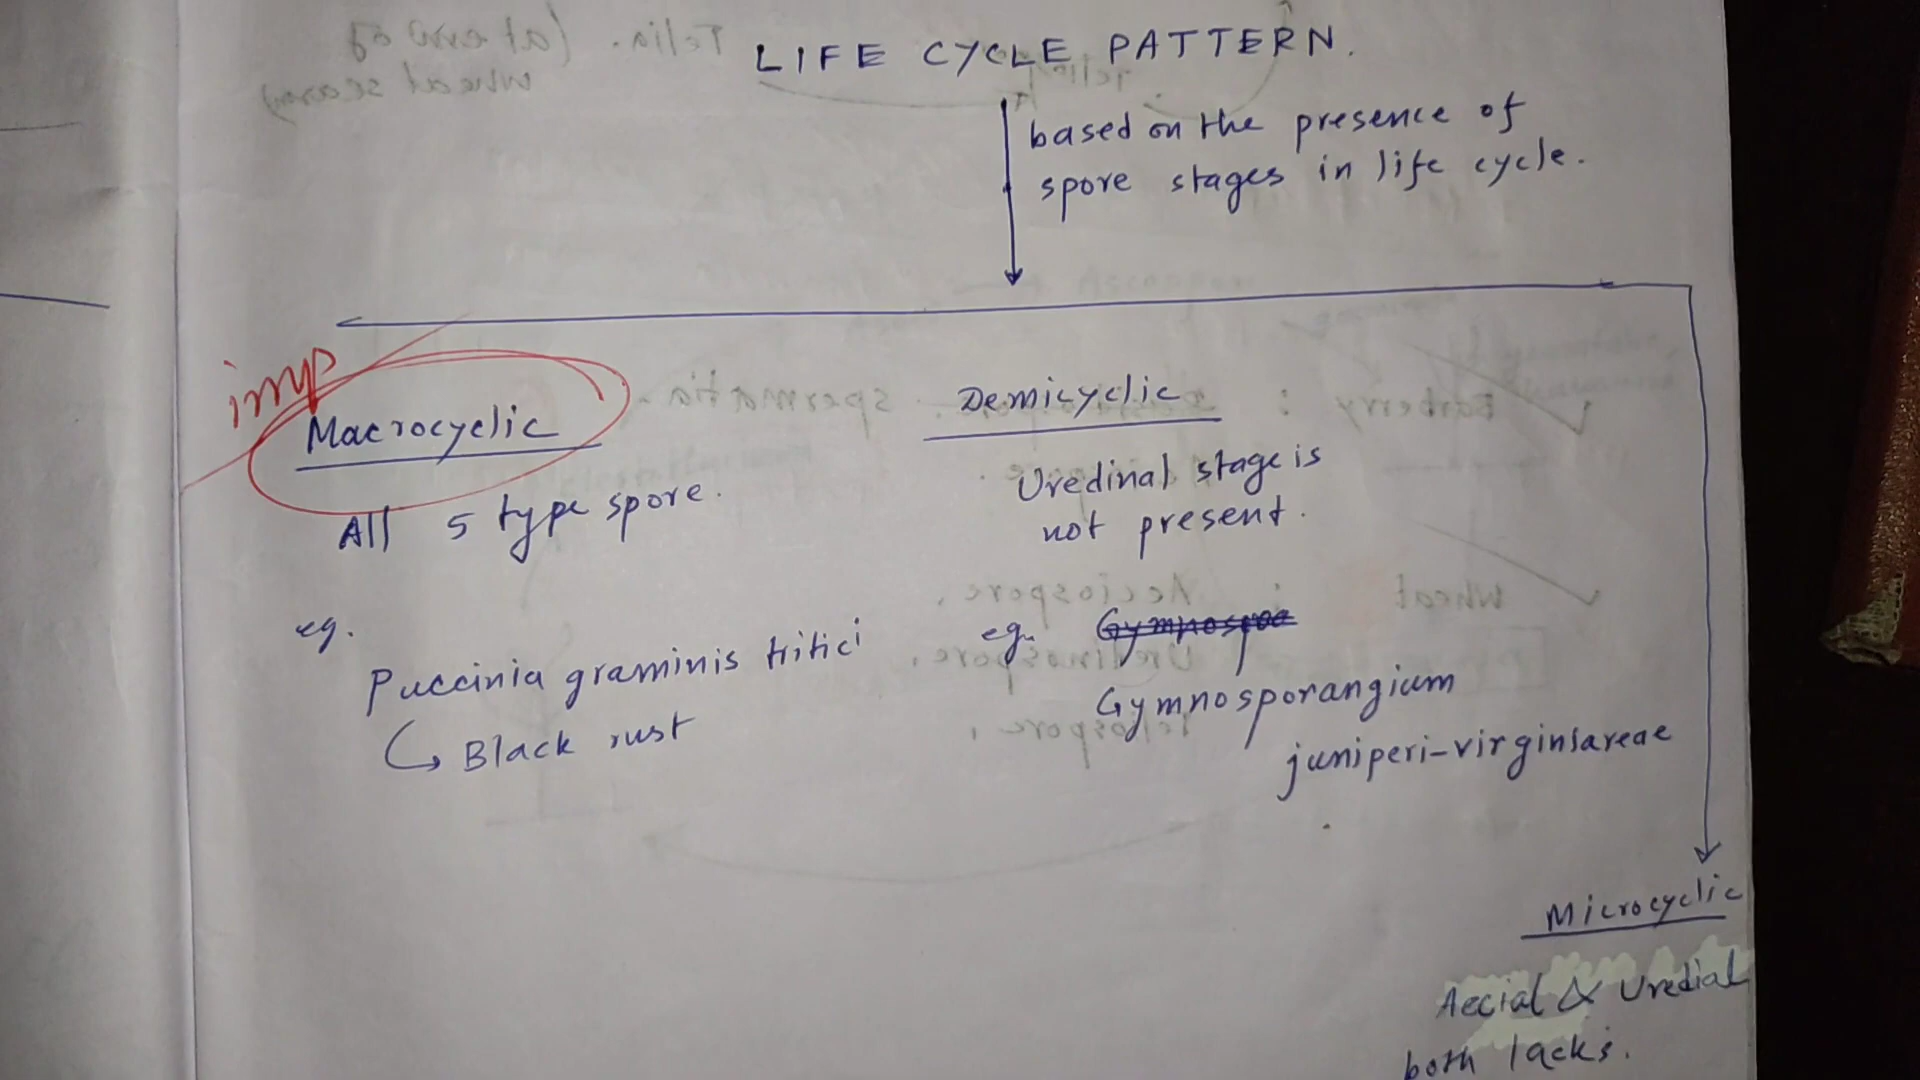 LIFE CYCLE PATTERN.
based on the presence of
spore stages in life cycle.
imp
Macrocyclic
All 5 type spore.
eg.
Puccinia graminis tritici
Black rust
Demicyclic
Uredinal stage is
not present.
eg.
Gymnosporangium
juniperi-virginiareae
Microcyclic
Aecial & Uredial
both lacks.